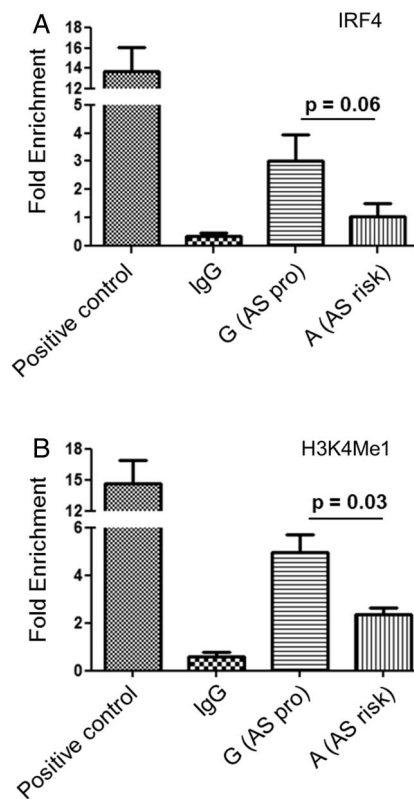 A
IRF4
18
16
14
12
5
4
3
2
1
0
Fold Enrichment
p = 0.06
Positive control
IgG
G (AS pro)
A (AS risk)
B
H3K4Me1
18
15
12
6
4
2
0
Fold Enrichment
p = 0.03
Positive control
IgG
G (AS pro)
A (AS risk)